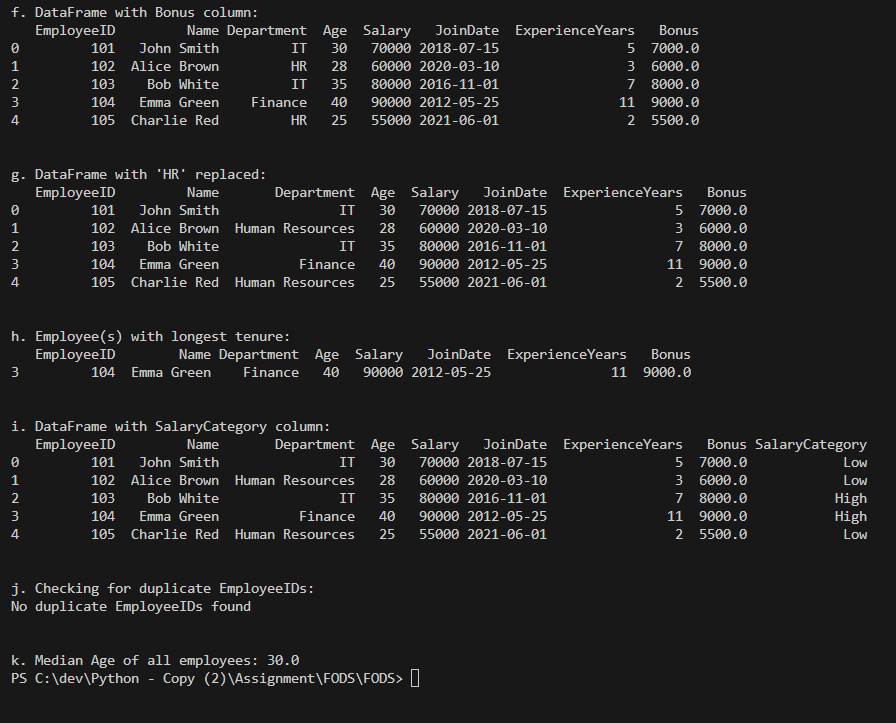 f. DataFrame with Bonus column:
   EmployeeID         Name Department  Age  Salary   JoinDate  ExperienceYears   Bonus
0         101   John Smith         IT   30   70000 2018-07-15                5  7000.0
1         102  Alice Brown         HR   28   60000 2020-03-10                3  6000.0
2         103    Bob White         IT   35   80000 2016-11-01                7  8000.0
3         104   Emma Green    Finance   40   90000 2012-05-25               11  9000.0
4         105  Charlie Red         HR   25   55000 2021-06-01                2  5500.0
g. DataFrame with 'HR' replaced:
   EmployeeID         Name       Department  Age  Salary   JoinDate  ExperienceYears   Bonus
0         101   John Smith               IT   30   70000 2018-07-15                5  7000.0
1         102  Alice Brown  Human Resources   28   60000 2020-03-10                3  6000.0
2         103    Bob White               IT   35   80000 2016-11-01                7  8000.0
3         104   Emma Green          Finance   40   90000 2012-05-25               11  9000.0
4         105  Charlie Red  Human Resources   25   55000 2021-06-01                2  5500.0
h. Employee(s) with longest tenure:
   EmployeeID        Name Department  Age  Salary   JoinDate  ExperienceYears   Bonus
3         104  Emma Green    Finance   40   90000 2012-05-25               11  9000.0
i. DataFrame with SalaryCategory column:
   EmployeeID         Name       Department  Age  Salary   JoinDate  ExperienceYears   Bonus SalaryCategory
0         101   John Smith               IT   30   70000 2018-07-15                5  7000.0            Low
1         102  Alice Brown  Human Resources   28   60000 2020-03-10                3  6000.0            Low
2         103    Bob White               IT   35   80000 2016-11-01                7  8000.0           High
3         104   Emma Green          Finance   40   90000 2012-05-25               11  9000.0           High
4         105  Charlie Red  Human Resources   25   55000 2021-06-01                2  5500.0            Low
j. Checking for duplicate EmployeeIDs:
No duplicate EmployeeIDs found
k. Median Age of all employees: 30.0
PS C:\dev\Python - Copy (2)\Assignment\FODS\FODS>